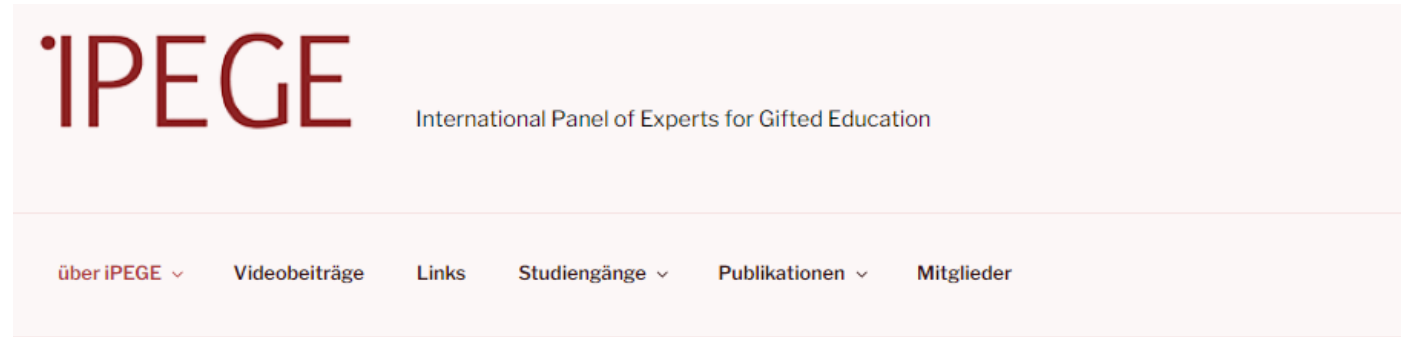 iPEGE
International Panel of Experts for Gifted Education
über iPEGE Videobeiträge Links Studiengänge Publikationen Mitglieder